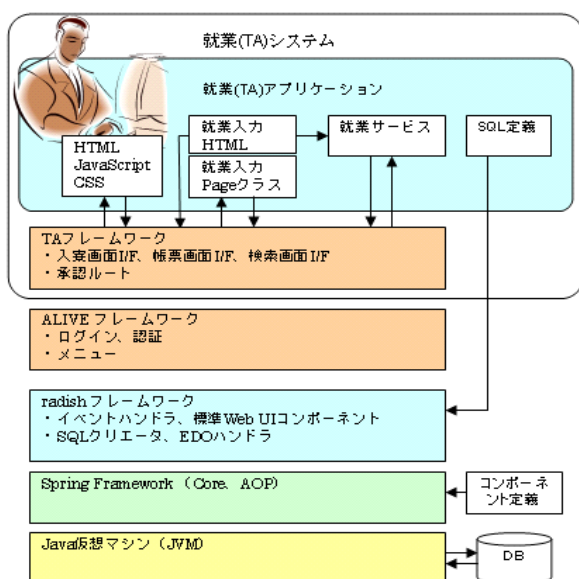 就業(TA)システム
就業(TA)アプリケーション
HTML
JavaScript
CSS
就業入力
HTML
就業入力
Pageクラス
就業サービス
SQL定義
TAフレームワーク
・入寮画面I/F、帳票画面I/F、検索画面I/F
・承認ルート
ALIVE フレームワーク
・ログイン、認証
・メニュー
radish フレームワーク
・イベントハンドラ、標準Web UIコンポーネント
・SQLクリエータ、EDOハンドラ
Spring Framework （Core、AOP）
コンポーネ
ント定義
Java仮想マシン（JVM）
DB